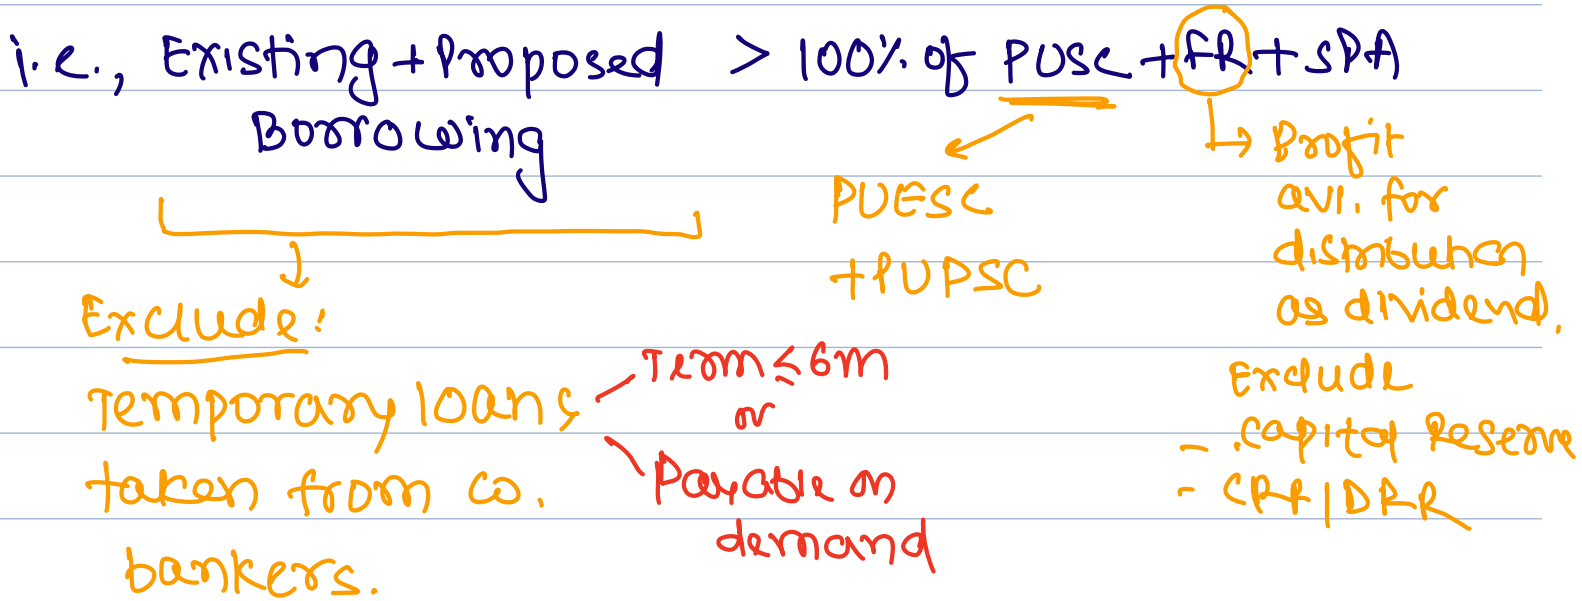 i.e., Existing + Proposed > 100% of PUSC + FR + SPA
Borrowing
PUESC
+ PUPSC
Profit
avl. for
distribution
as dividend.
Exclude
- Capital Reserve
- CRR/DRR
Exclude:
Temporary loans
taken from co.
bankers.
Term ≤ 6m
or
Payable on
demand